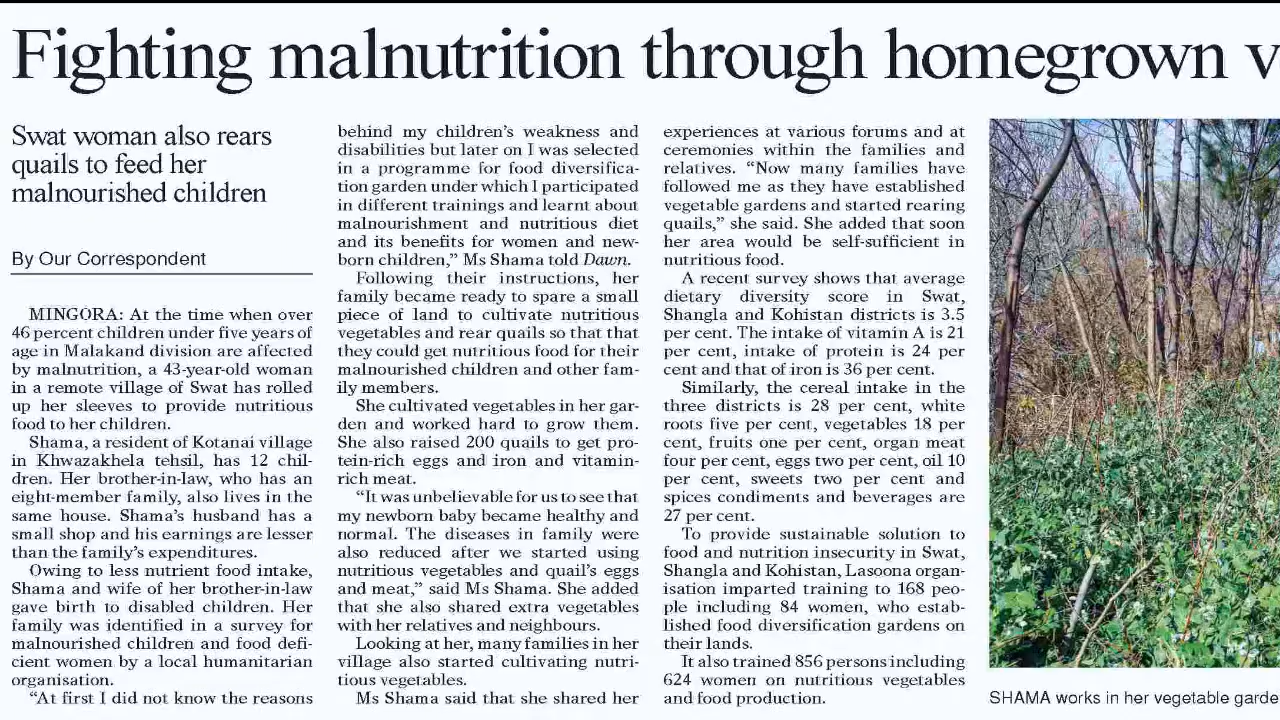 Fighting malnutrition through homegrown
Swat woman also rears
quails to feed her
malnourished children
By Our Correspondent
MINGORA: At the time when over
46 percent children under five years of
age in Malakand division are affected
by malnutrition, a 43-year-old woman
in a remote village of Swat has rolled
up her sleeves to provide nutritious
food to her children.
Shama, a resident of Kotanai village
in Khwazakhela tehsil, has 12 chil-
dren. Her brother-in-law, who has an
eight-member family, also lives in the
same house. Shama's husband has a
small shop and his earnings are lesser
than the family's expenditures.
Owing to less nutrient food intake,
Shama and wife of her brother-in-law
gave birth to disabled children. Her
family was identified in a survey for
malnourished children and food defi-
cient women by a local humanitarian
organisation.
"At first I did not know the reasons
behind my children's weakness and
disabilities but later on I was selected
in a programme for food diversifica-
tion garden under which I participated
in different trainings and learnt about
malnourishment and nutritious diet
and its benefits for women and new-
born children," Ms Shama told Dawn.
Following their instructions, her
family became ready to spare a small
piece of land to cultivate nutritious
vegetables and rear quails so that that
they could get nutritious food for their
malnourished children and other fam-
ily members.
She cultivated vegetables in her gar-
den and worked hard to grow them.
She also raised 200 quails to get pro-
tein-rich eggs and iron and vitamin-
rich meat.
"It was unbelievable for us to see that
my newborn baby became healthy and
normal. The diseases in family were
also reduced after we started using
nutritious vegetables and quail's eggs
and meat," said Ms Shama. She added
that she also shared extra vegetables
with her relatives and neighbours.
Looking at her, many families in her
village also started cultivating nutri-
tious vegetables.
Ms Shama said that she shared her
experiences at various forums and at
ceremonies within the families and
relatives. "Now many families have
followed me as they have established
vegetable gardens and started rearing
quails," she said. She added that soon
her area would be self-sufficient in
nutritious food.
A recent survey shows that average
dietary diversity score in Swat,
Shangla and Kohistan districts is 3.5
per cent. The intake of vitamin A is 21
per cent, intake of protein is 24 per
cent and that of iron is 36 per cent.
Similarly, the cereal intake in the
three districts is 28 per cent, white
roots five per cent, vegetables 18 per
cent, fruits one per cent, organ meat
four per cent, eggs two per cent, oil 10
per cent, sweets two per cent and
spices condiments and beverages are
27 per cent.
To provide sustainable solution to
food and nutrition insecurity in Swat,
Shangla and Kohistan, Lasoona organ-
isation imparted training to 168 peo-
ple including 84 women, who estab-
lished food diversification gardens on
their lands.
It also trained 856 persons including
624 women on nutritious vegetables
and food production.
SHAMA works in her vegetable garde